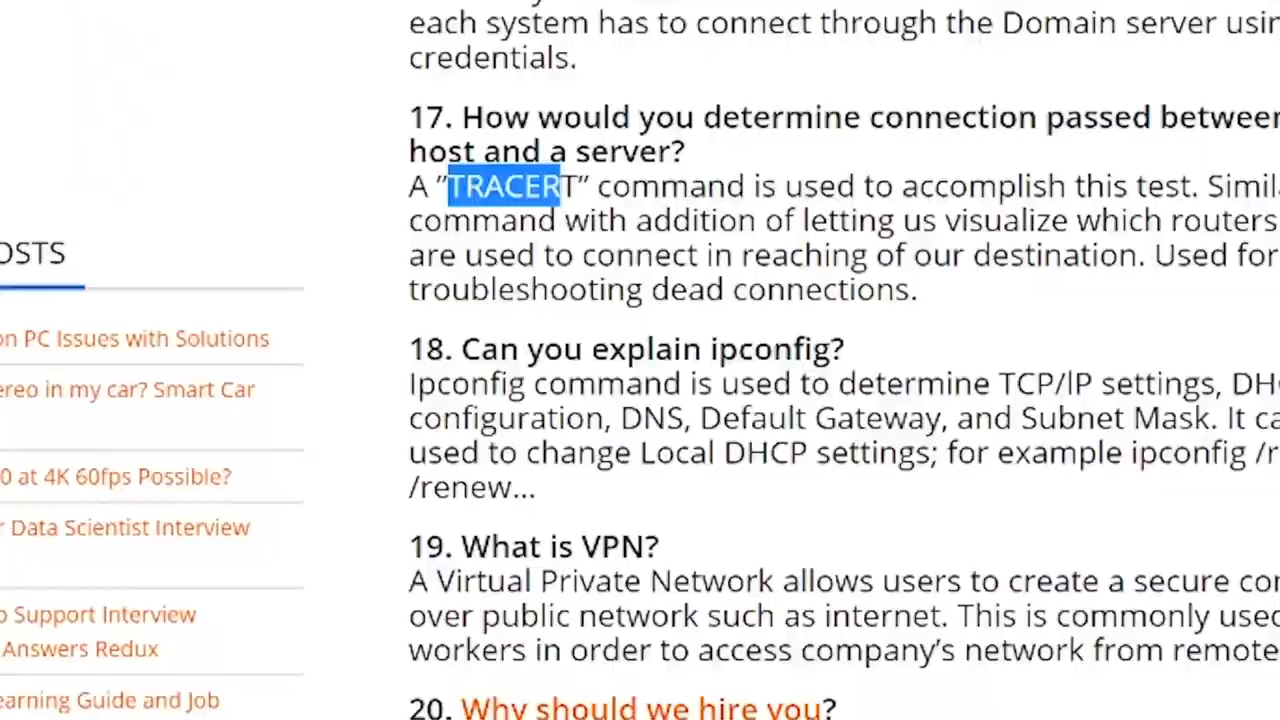 each system has to connect through the Domain server
credentials.
17. How would you determine connection passed between
host and a server?
A ”TRACERT” command is used to accomplish this test.
command with addition of letting us visualize which routers
are used to connect in reaching of our destination. Used for
troubleshooting dead connections.
18. Can you explain ipconfig?
Ipconfig command is used to determine TCP/IP settings,
configuration, DNS, Default Gateway, and Subnet Mask. It
used to change Local DHCP settings; for example ipconfig
/renew...
19. What is VPN?
A Virtual Private Network allows users to create a secure
over public network such as internet. This is commonly used
workers in order to access company’s network from remote
20. Why should we hire you?
OSTS
on PC Issues with Solutions
ereo in my car? Smart Car
0 at 4K 60fps Possible?
r Data Scientist Interview
p Support Interview
Answers Redux
earning Guide and Job